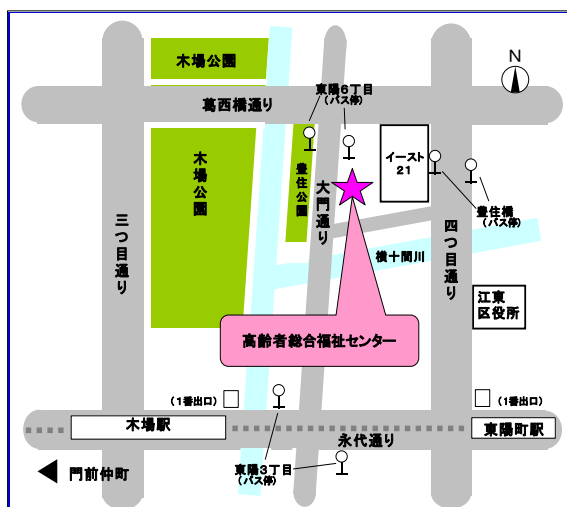 木場公園
N
葛西橋通り
東陽6丁目
(バス停)
木場公園
豊住公園
大門通り
イースト
21
豊住橋
(バス停)
三つ目通り
四つ目通り
横十間川
江東
区役所
高齢者総合福祉センター
(1番出口)
(1番出口)
木場駅
東陽町駅
永代通り
東陽3丁目
(バス停)
門前仲町